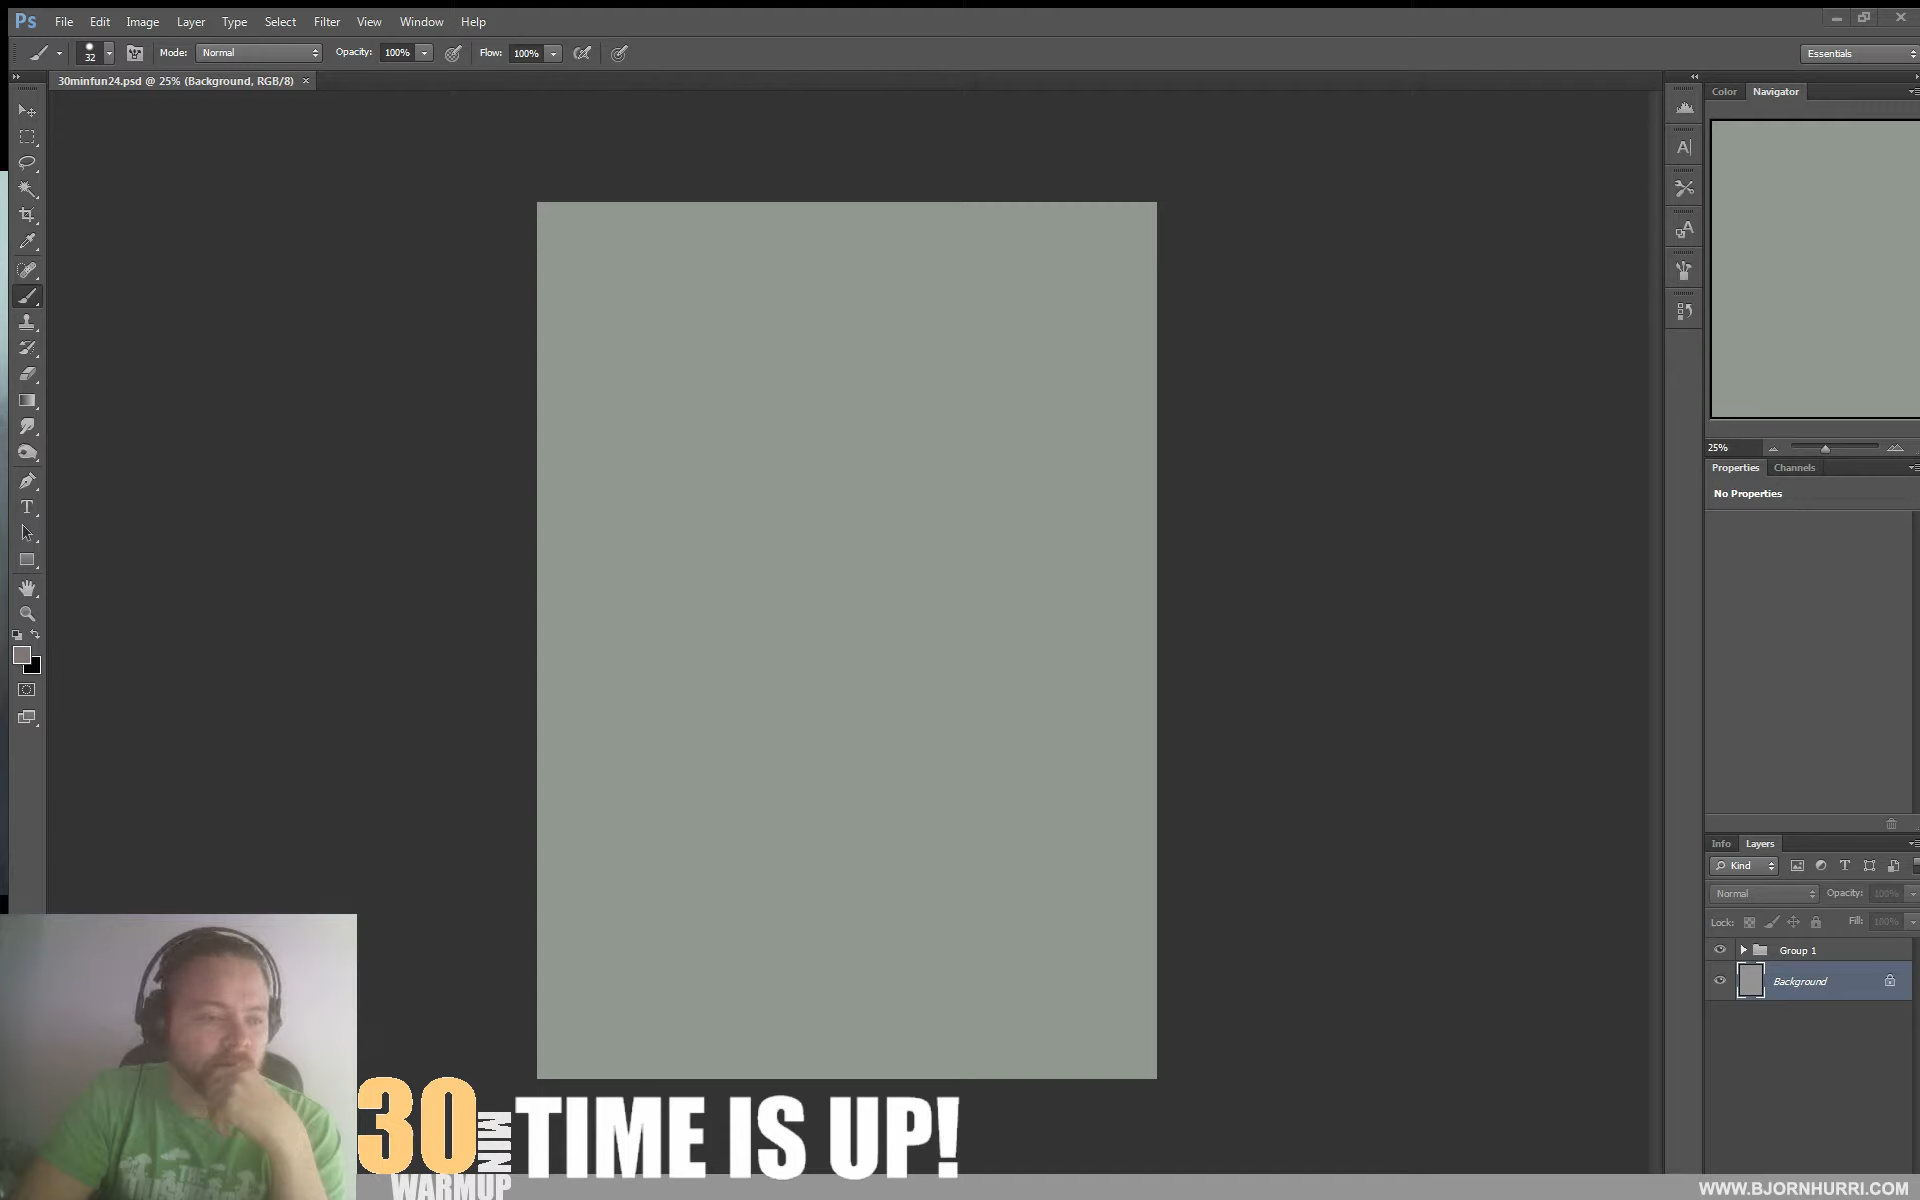 Ps File Edit Image Layer Type Select Filter View Window Help
32 Mode: Normal Opacity: 100% Flow: 100% Essentials
30minfun24.psd @ 25% (Background, RGB/8) ×
Color Navigator
25%
Properties Channels
No Properties
Info Layers
Kind
Normal Opacity: 100%
Lock: Fill: 100%
Group 1
Background
30 MIN TIME IS UP!
WARMUP
WWW.BJORNHURRI.COM